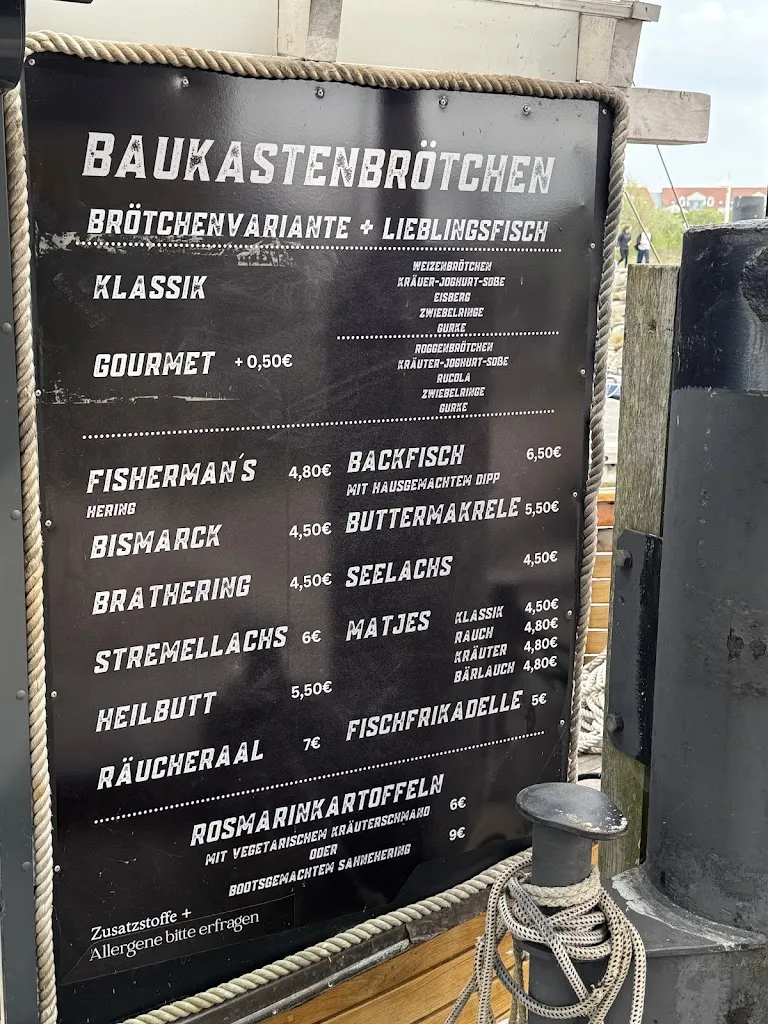 BAUKASTENBRÖTCHEN
BRÖTCHENVARIANTE + LIEBLINGSFISCH
KLASSIK
WEIZENBRÖTCHEN
KRÄUER-JOGHURT-SOßE
EISBERG
ZWIEBELRINGE
GURKE
GOURMET + 0,50€
ROGGENBRÖTCHEN
KRÄUTER-JOGHURT-SOßE
RUCOLA
ZWIEBELRINGE
GURKE
FISHERMAN´S 4,80€
HERING
BISMARCK 4,50€
BRATHERING 4,50€
STREMELLACHS 6€
HEILBUTT 5,50€
RÄUCHERAAL 7€
BACKFISCH 6,50€
MIT HAUSGEMACHTEM DIPP
BUTTERMAKRELE 5,50€
SEELACHS 4,50€
MATJES KLASSIK 4,50€
RAUCH 4,80€
KRÄUTER 4,80€
BÄRLAUCH 4,80€
FISCHFRIKADELLE 5€
ROSMARINKARTOFFELN
MIT VEGETARISCHEM KRÄUTERSCHMAND 6€
ODER
BOOTSGEMACHTEM SAHNEHERING 9€
Zusatzstoffe +
Allergene bitte erfragen